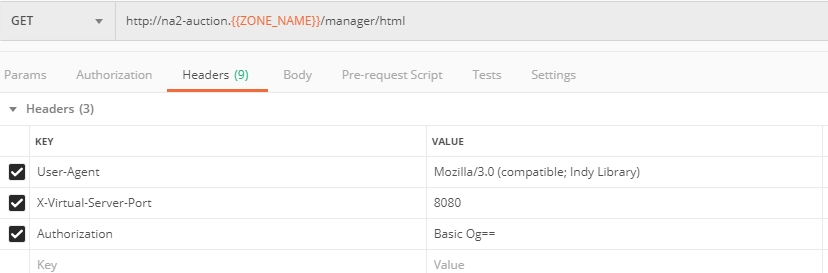 GET http://na2-auction.{{ZONE_NAME}}/manager/html
Params Authorization Headers (9) Body Pre-request Script Tests Settings
Headers (3)
KEY VALUE
User-Agent Mozilla/3.0 (compatible; Indy Library)
X-Virtual-Server-Port 8080
Authorization Basic Og==
Key Value